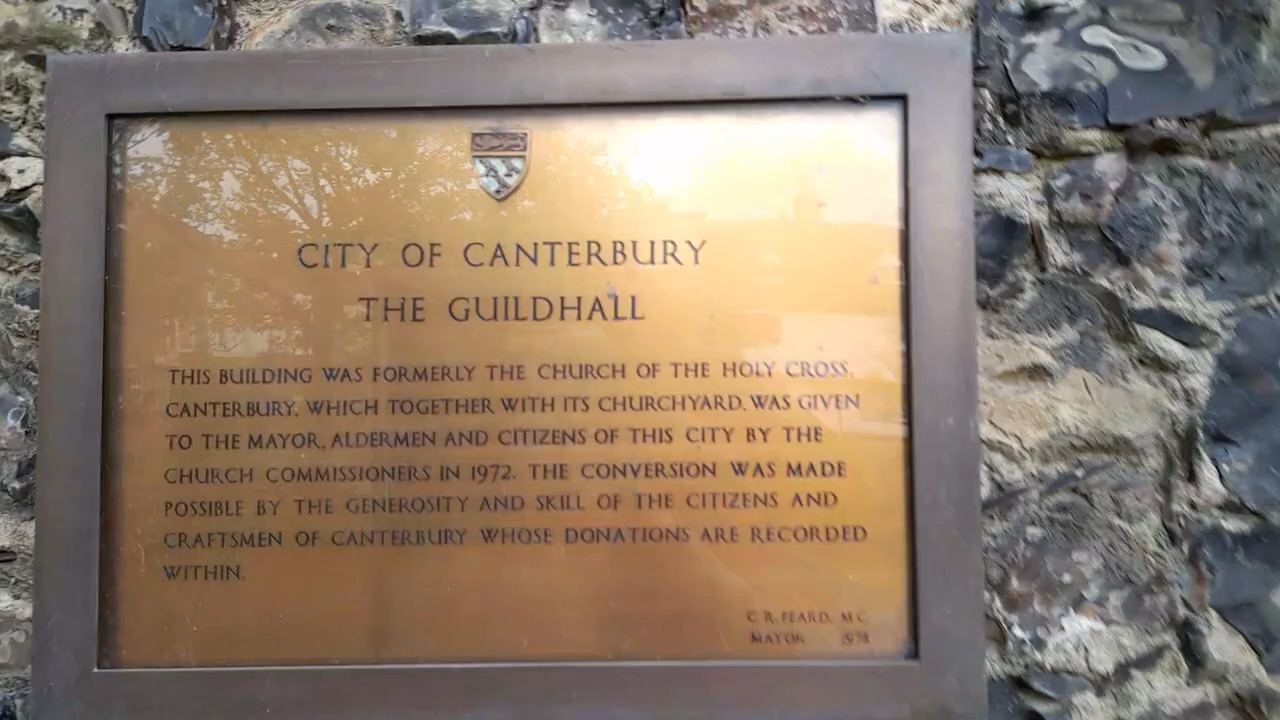 CITY OF CANTERBURY
THE GUILDHALL
THIS BUILDING WAS FORMERLY THE CHURCH OF THE HOLY CROSS,
CANTERBURY, WHICH TOGETHER WITH ITS CHURCHYARD, WAS GIVEN
TO THE MAYOR, ALDERMEN AND CITIZENS OF THIS CITY BY THE
CHURCH COMMISSIONERS IN 1972. THE CONVERSION WAS MADE
POSSIBLE BY THE GENEROSITY AND SKILL OF THE CITIZENS AND
CRAFTSMEN OF CANTERBURY WHOSE DONATIONS ARE RECORDED
WITHIN.
C. R. PEARD, M.C.
MAYOR 1978